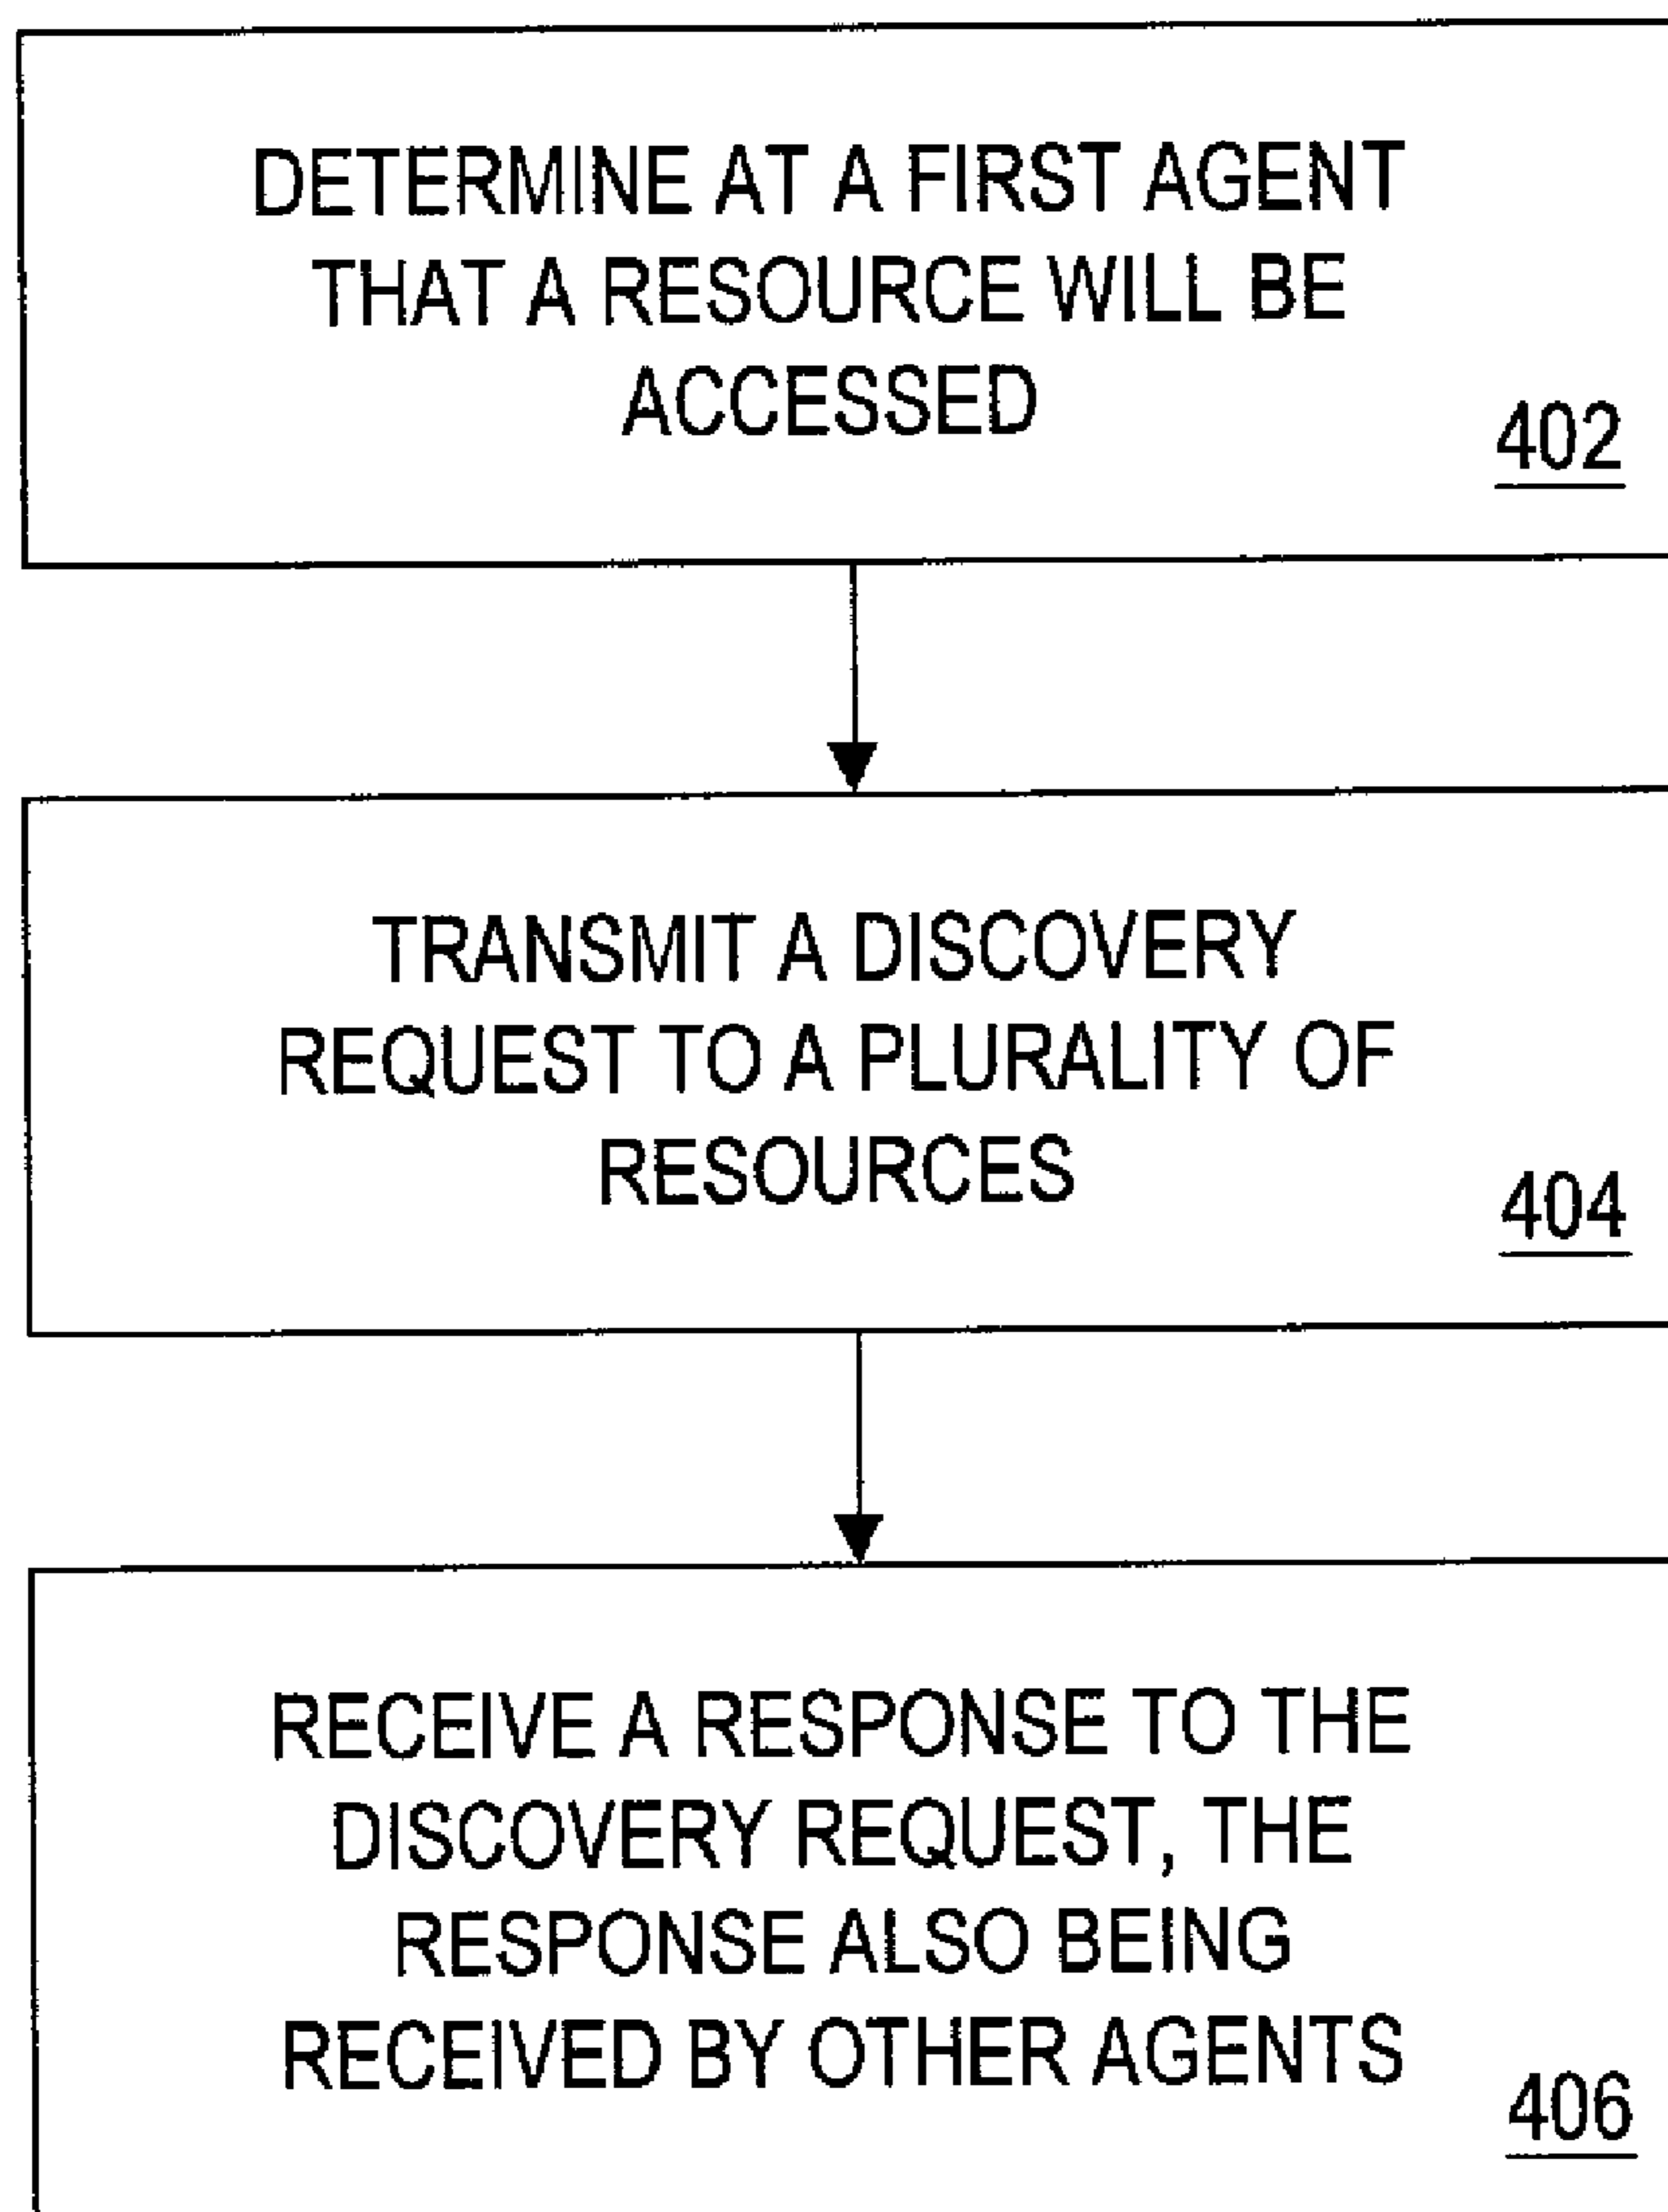 DETERMINE AT A FIRST AGENT
THAT A RESOURCE WILL BE
ACCESSED
402
TRANSMIT A DISCOVERY
REQUEST TO A PLURALITY OF
RESOURCES
404
RECEIVE A RESPONSE TO THE
DISCOVERY REQUEST, THE
RESPONSE ALSO BEING
RECEIVED BY OTHER AGENTS
406